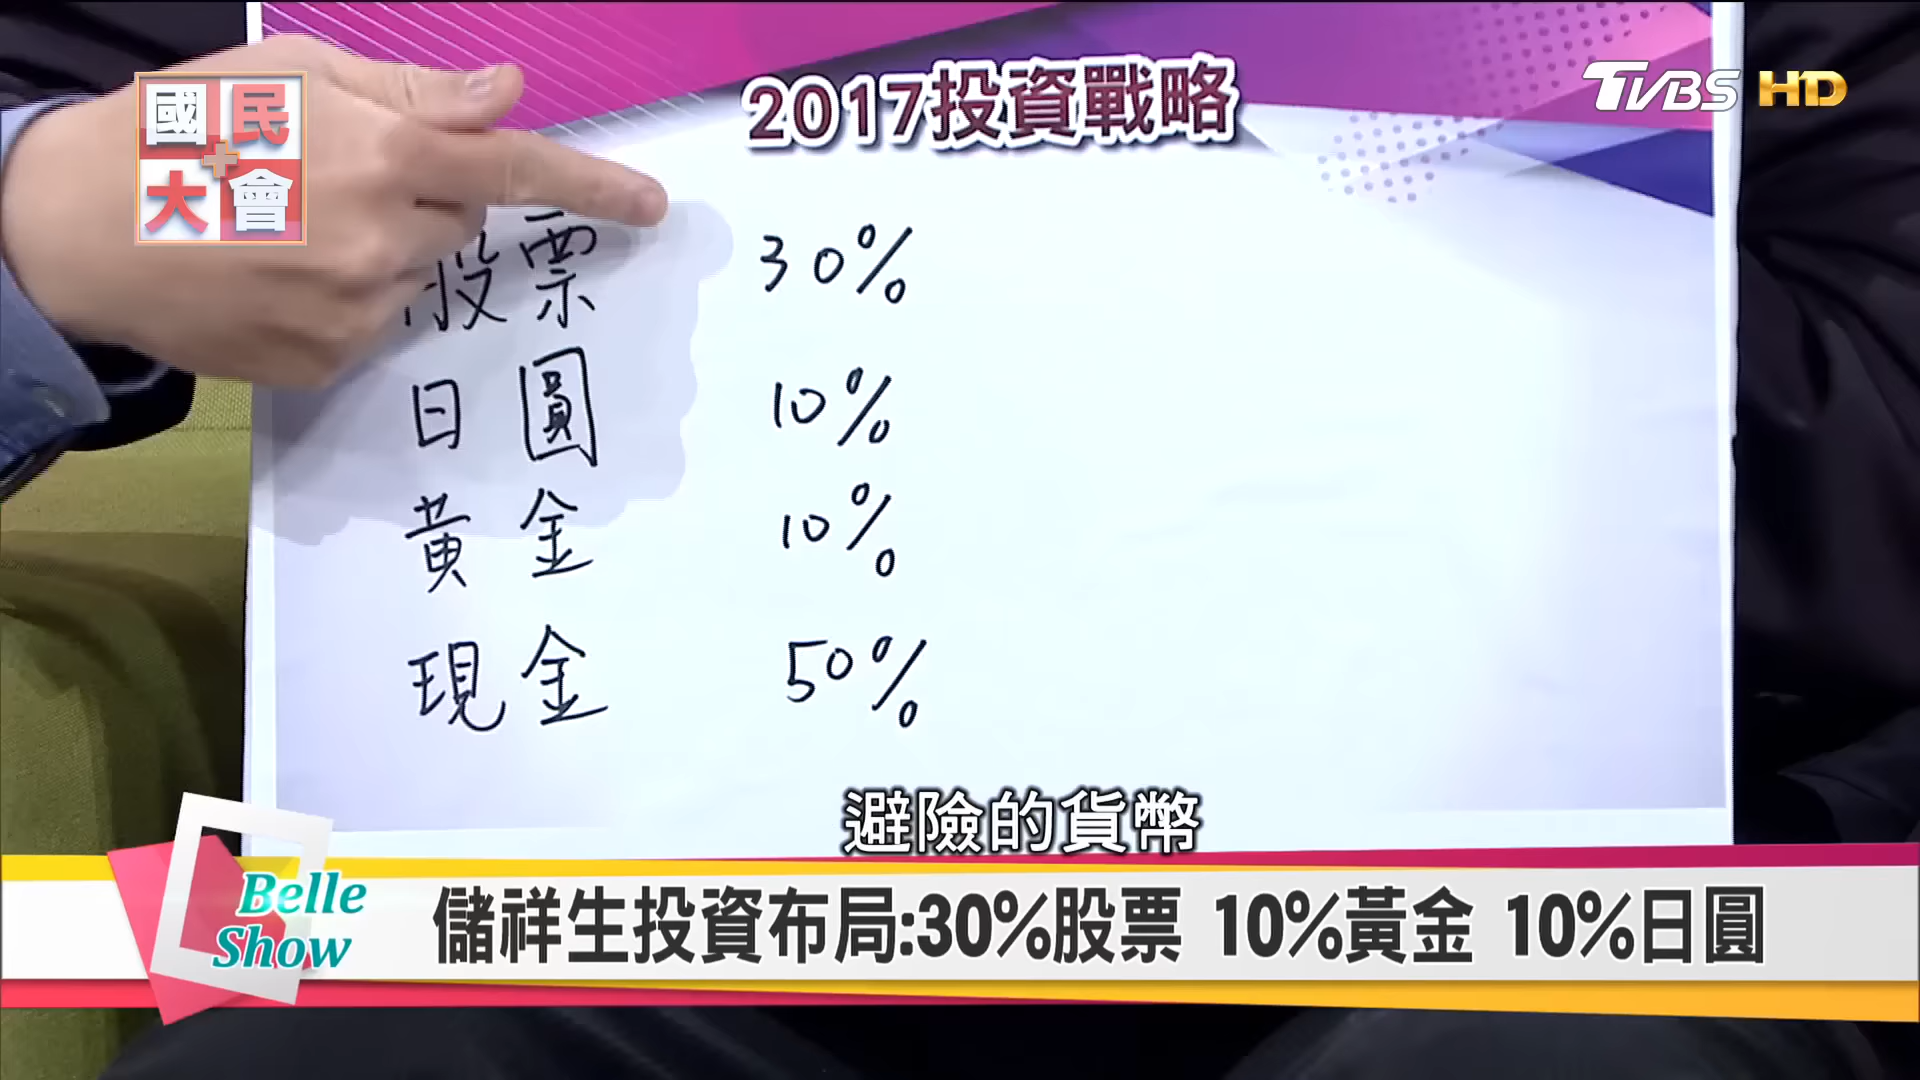 國民
大會
TVBS HD
2017投資戰略
股票 30%
日圓 10%
黃金 10%
現金 50%
避險的貨幣
Belle
Show
儲祥生投資布局:30%股票 10%黃金 10%日圓